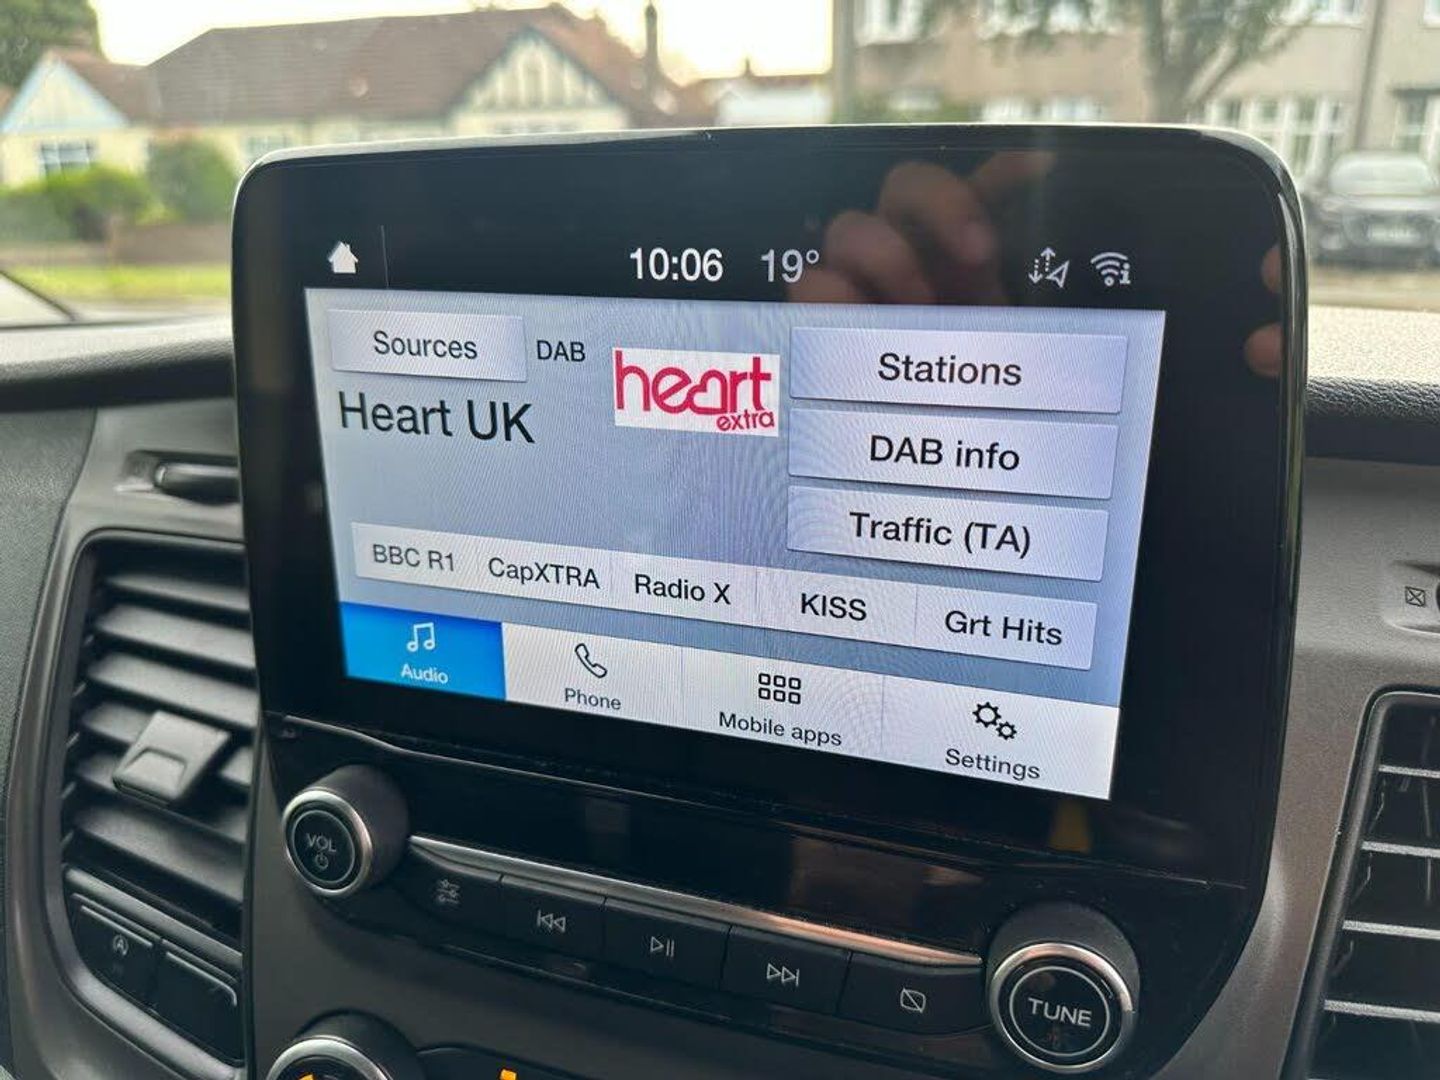 10:06 19°
Sources DAB heart extra Stations
Heart UK
DAB info
Traffic (TA)
BBC R1 CapXTRA Radio X KISS Grt Hits
Audio Phone Mobile apps Settings
VOL
TUNE